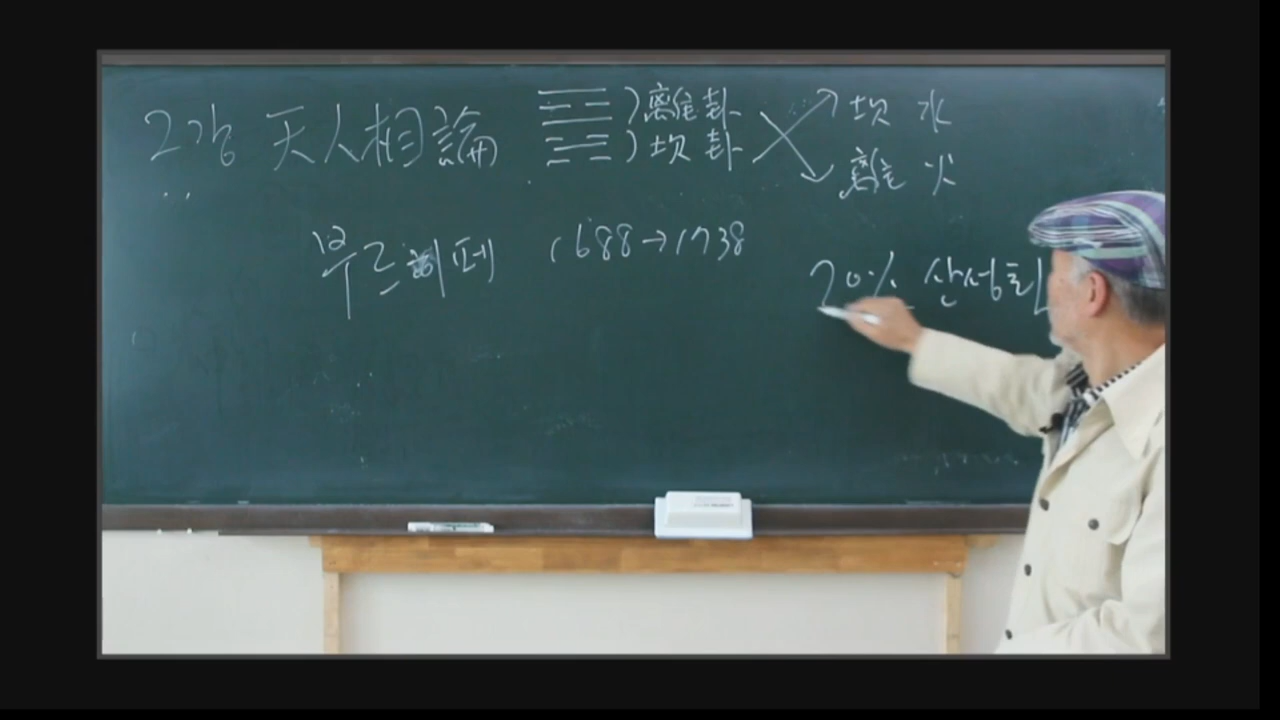 2강 天人相論 ䷿ )離卦 坎 水
)坎卦 離 火
부르하페 1688→1738
20% 산성